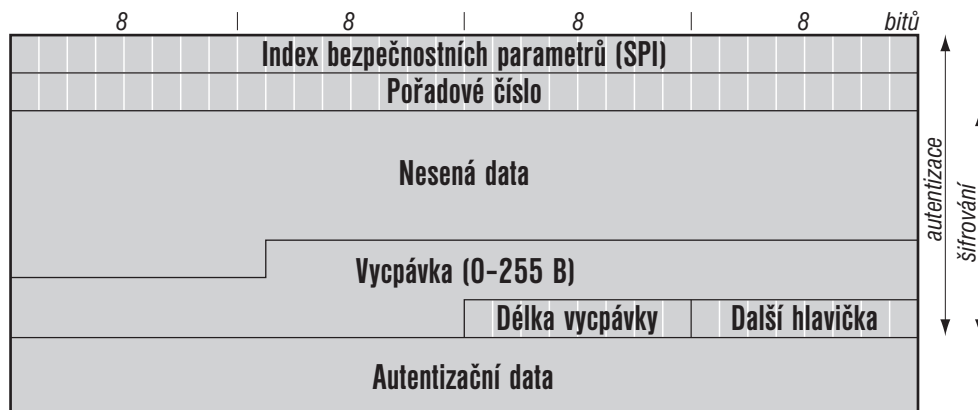 8 8 8 8 bitů
Index bezpečnostních parametrů (SPI)
Pořadové číslo
Nesená data
Vycpávka (0–255 B)
Délka vycpávky Další hlavička
Autentizační data
autentizace
šifrování